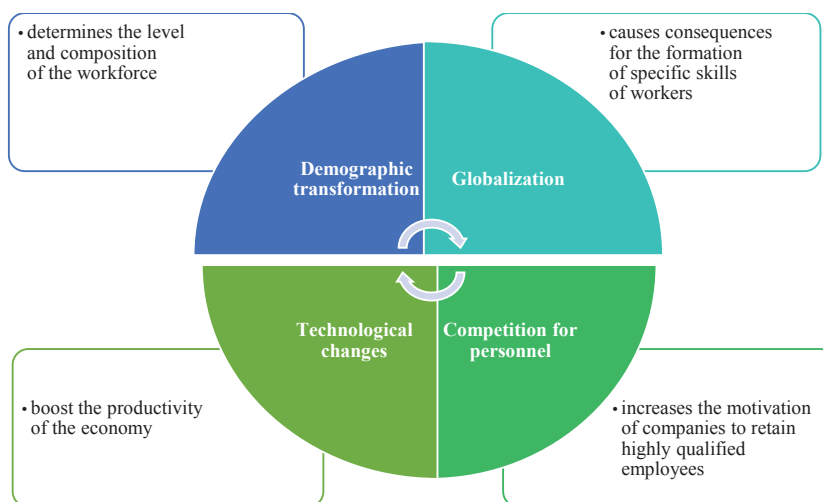 • determines the level
and composition
of the workforce
• causes consequences
for the formation
of specific skills
of workers
Demographic
transformation
Globalization
Technological
changes
Competition for
personnel
• boost the productivity
of the economy
• increases the motivation
of companies to retain
highly qualified
employees